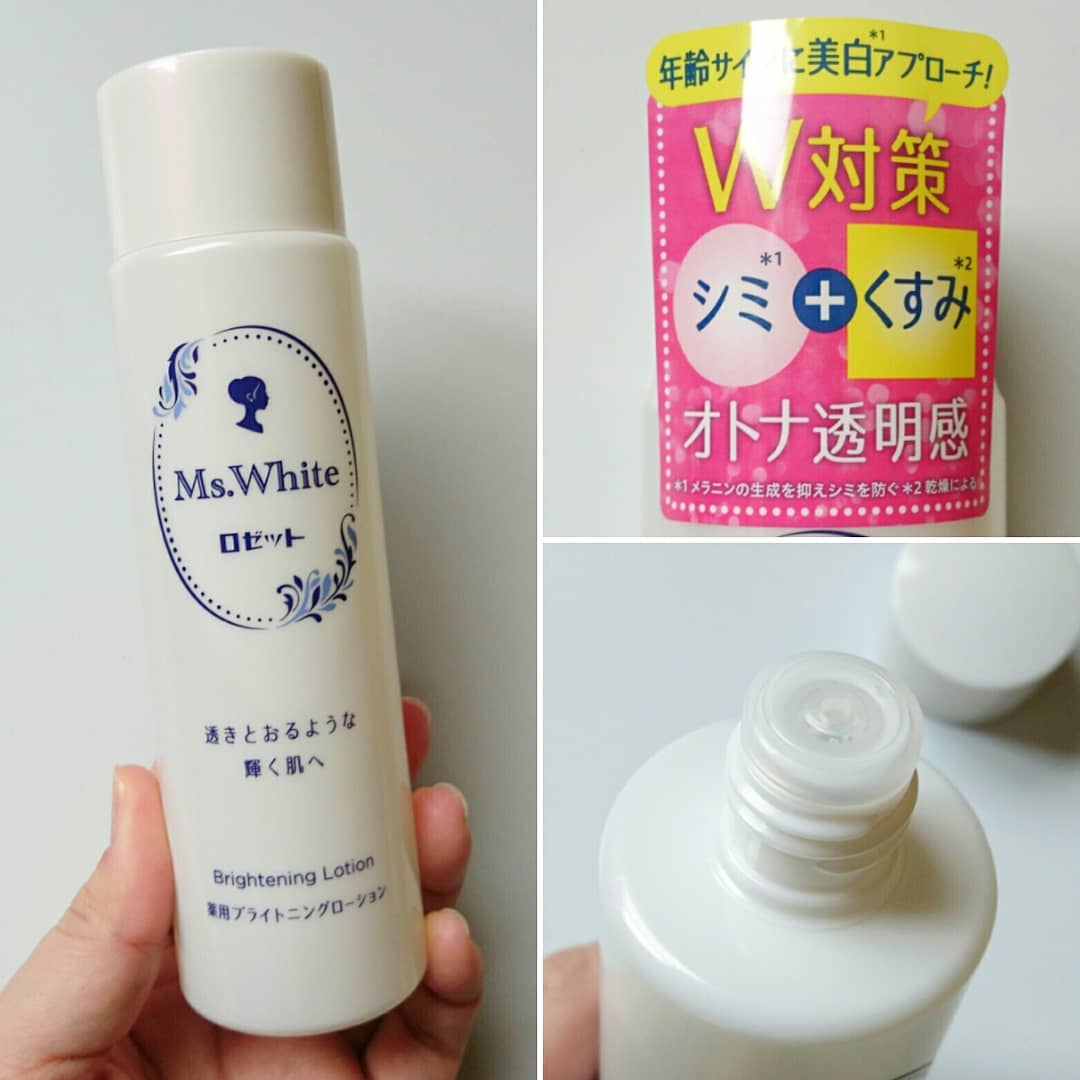 Ms.White
ロゼット
透きとおるような
輝く肌へ
Brightening Lotion
薬用ブライトニングローション
年齢サインに美白*1アプローチ!
W対策
シミ*1 + くすみ*2
オトナ透明感
*1 メラニンの生成を抑えシミを防ぐ *2 乾燥による